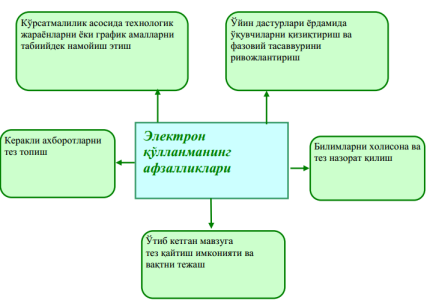 Кўрсатмалилик асосида технологик
жараёнларни ёки график амалларни
табиийдек намойиш этиш
Ўйин дастурлари ёрдамида
ўқувчиларни қизиктириш ва
фазовий тасаввурини
ривожлантириш
Электрон
қўлланманинг
афзалликлари
Керакли ахборотларни
тез топиш
Билимларни холисона ва
тез назорат қилиш
Ўтиб кетган мавзуга
тез қайтиш имконияти ва
вақтни тежаш